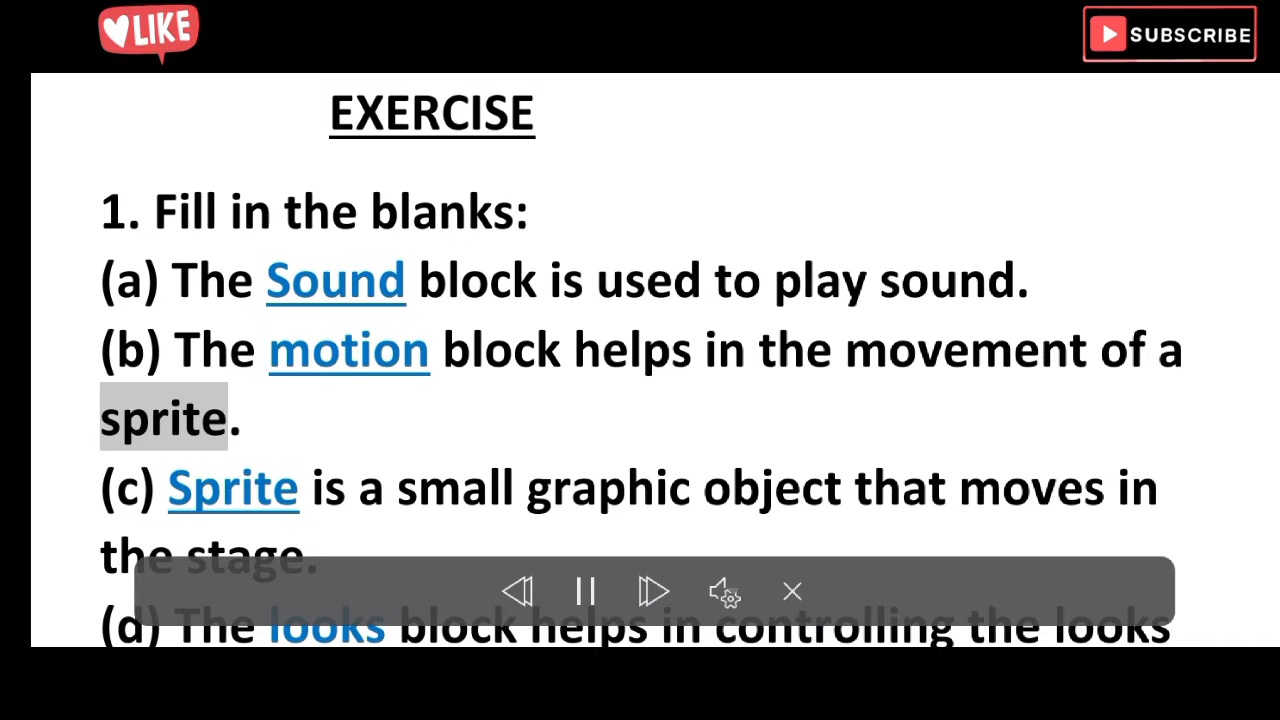 LIKE
SUBSCRIBE
EXERCISE
1. Fill in the blanks:
(a) The Sound block is used to play sound.
(b) The motion block helps in the movement of a
sprite.
(c) Sprite is a small graphic object that moves in
the stage.
(d) The looks block helps in controlling the looks